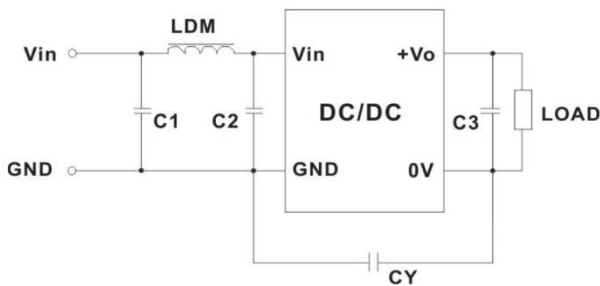 LDM
Vin
Vin
+Vo
C1
C2
DC/DC
C3
LOAD
GND
GND
0V
CY